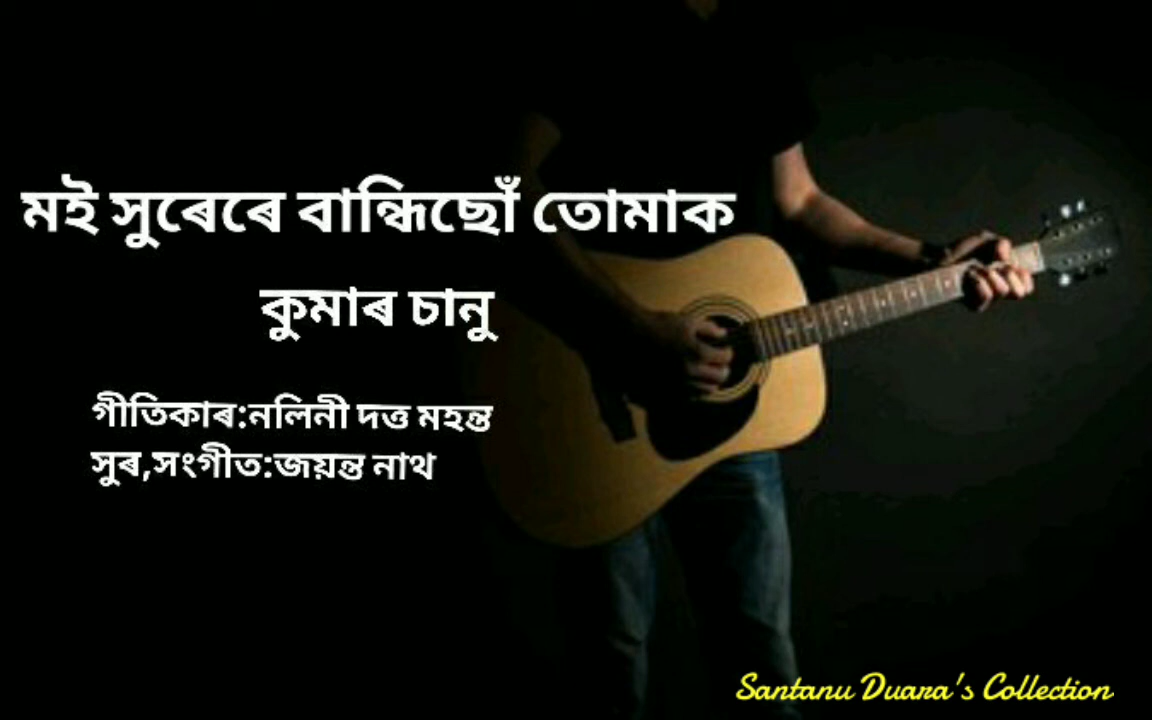 মই সুৰেৰে বান্ধিছোঁ তোমাক
কুমাৰ চানু
গীতিকাৰ:নলিনী দত্ত মহন্ত
সুৰ,সংগীত:জয়ন্ত নাথ
Santanu Duara's Collection